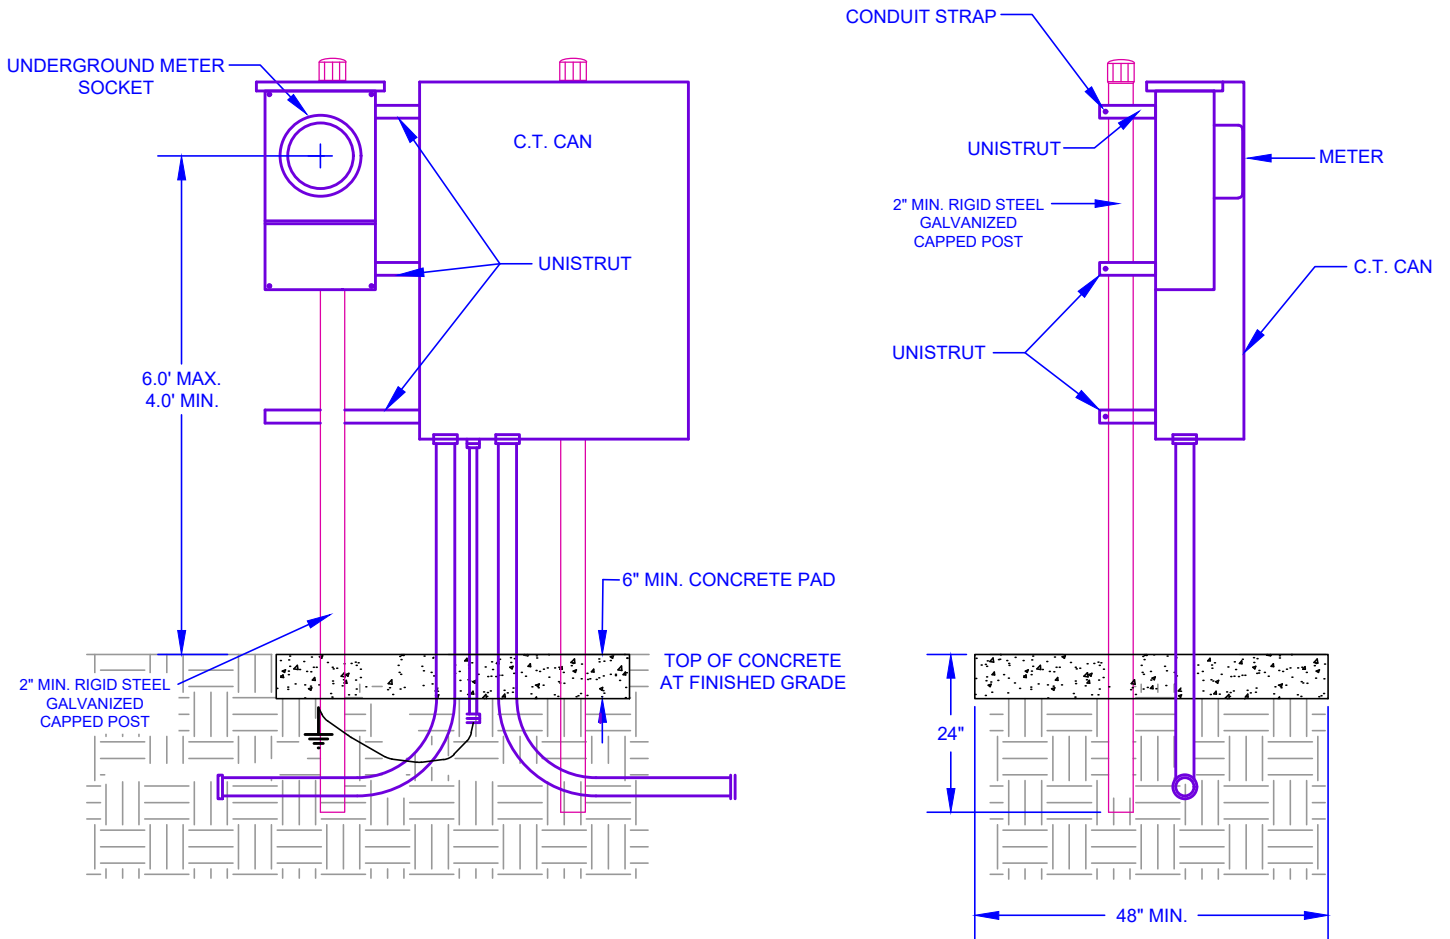 UNDERGROUND METER
SOCKET
C.T. CAN
UNISTRUT
6.0' MAX.
4.0' MIN.
6" MIN. CONCRETE PAD
TOP OF CONCRETE
AT FINISHED GRADE
2" MIN. RIGID STEEL
GALVANIZED
CAPPED POST
CONDUIT STRAP
UNISTRUT
METER
2" MIN. RIGID STEEL
GALVANIZED
CAPPED POST
C.T. CAN
UNISTRUT
24"
48" MIN.